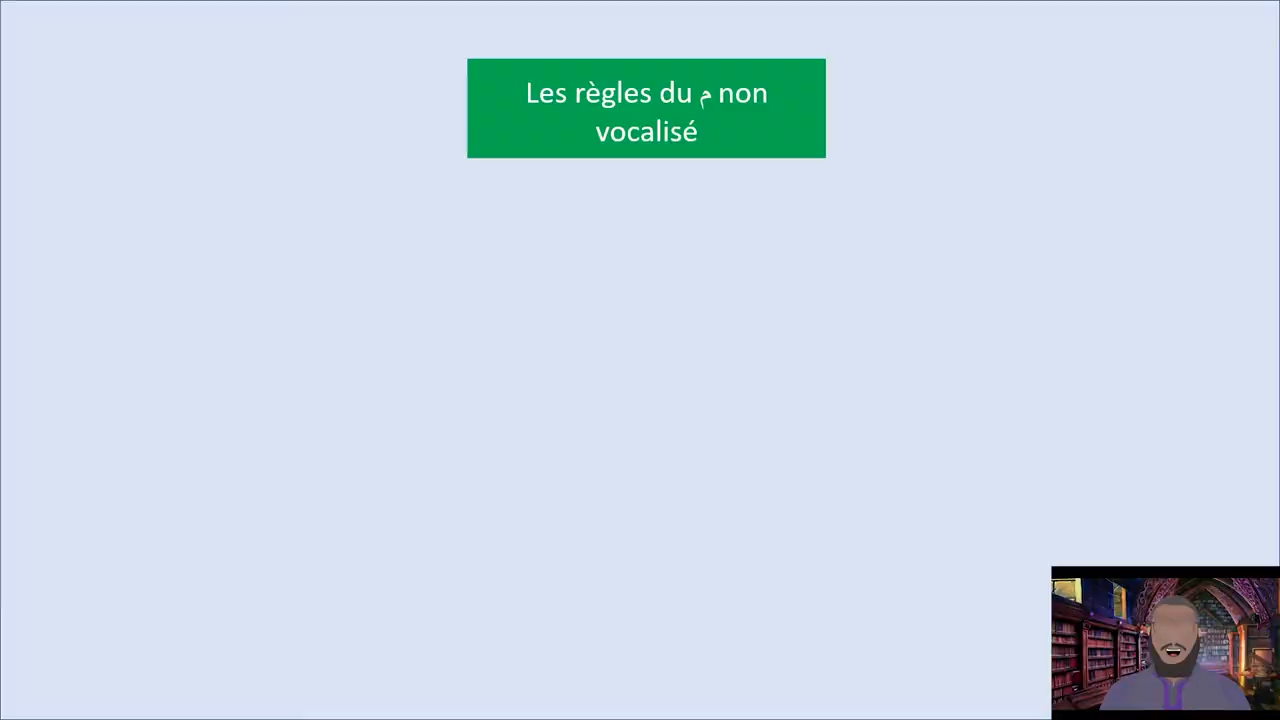 Les règles du م non
vocalisé